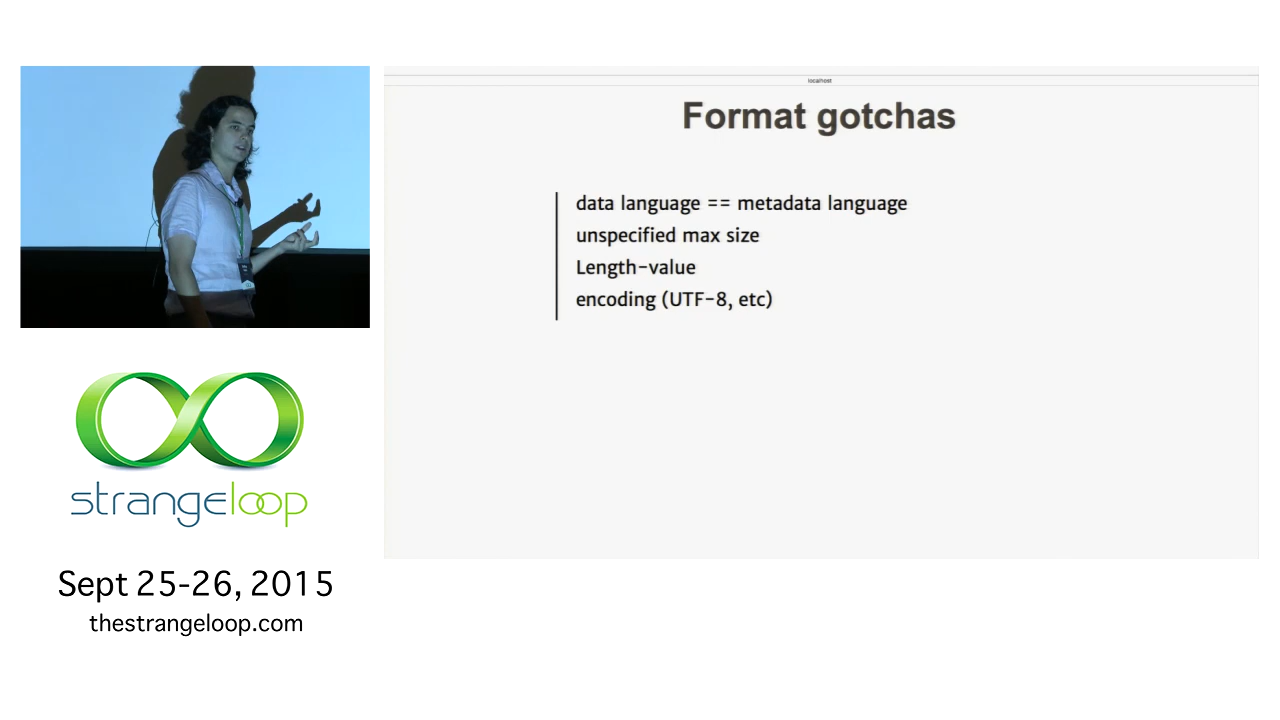 localhost
Format gotchas
data language == metadata language
unspecified max size
Length-value
encoding (UTF-8, etc)
strangeloop
Sept 25-26, 2015
thestrangeloop.com